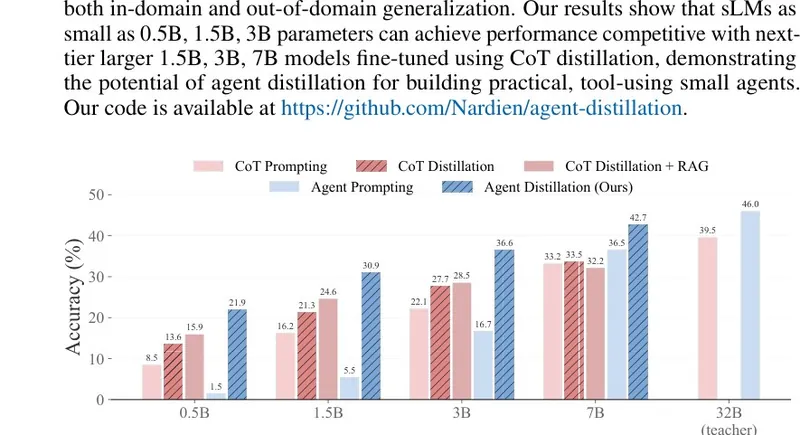 both in-domain and out-of-domain generalization. Our results show that sLMs as
small as 0.5B, 1.5B, 3B parameters can achieve performance competitive with next-
tier larger 1.5B, 3B, 7B models fine-tuned using CoT distillation, demonstrating
the potential of agent distillation for building practical, tool-using small agents.
Our code is available at https://github.com/Nardien/agent-distillation.
CoT Prompting CoT Distillation CoT Distillation + RAG
Agent Prompting Agent Distillation (Ours)
Accuracy (%)
50
40
30
20
10
0
8.5 13.6 15.9 1.5 21.9
16.2 21.3 24.6 5.5 30.9
22.1 27.7 28.5 16.7 36.6
33.2 33.5 32.2 36.5 42.7
39.5 46.0
0.5B 1.5B 3B 7B 32B
(teacher)